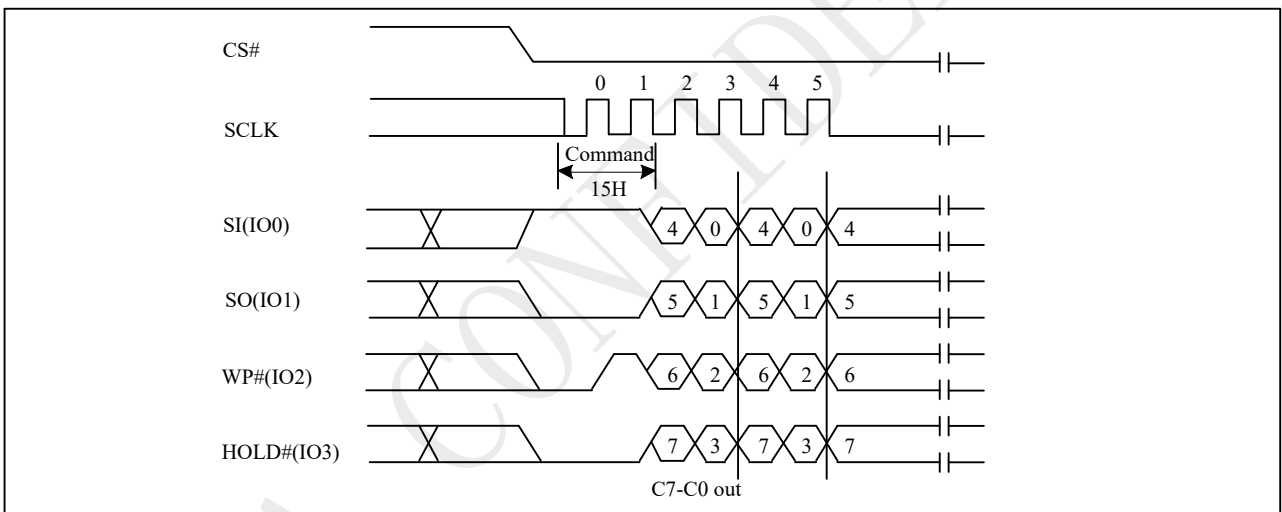 CS#
0 1 2 3 4 5
SCLK
Command
15H
SI(IO0) 4 0 4 0 4
SO(IO1) 5 1 5 1 5
WP#(IO2) 6 2 6 2 6
HOLD#(IO3) 7 3 7 3 7
C7-C0 out